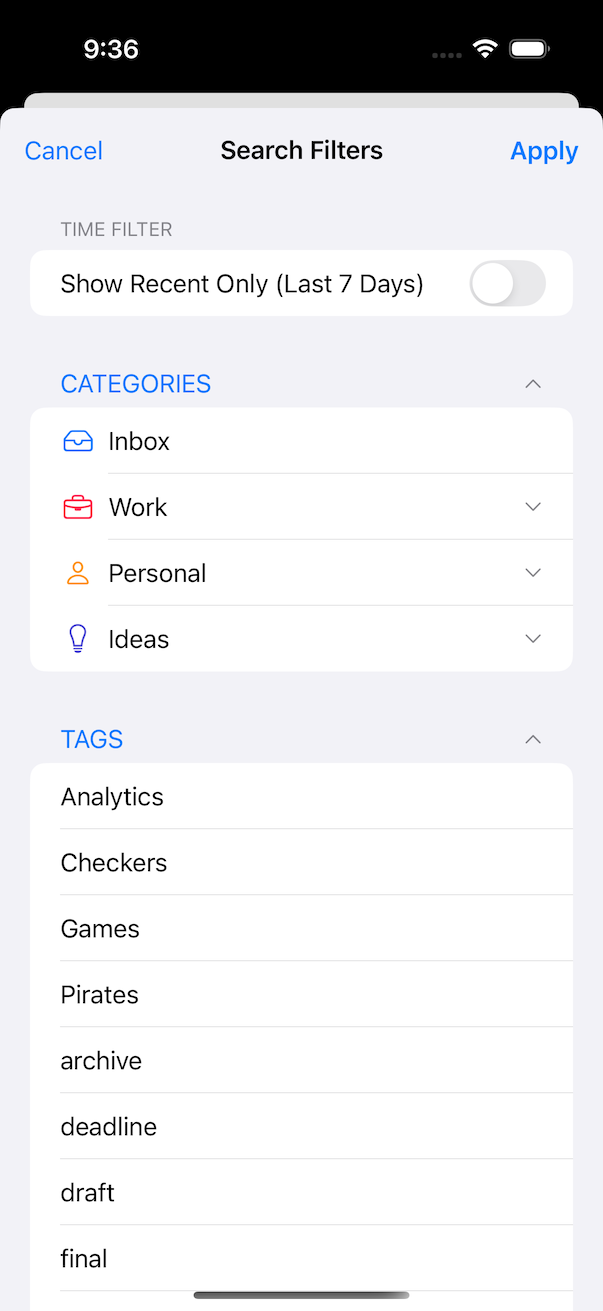 9:36
Cancel
Search Filters
Apply
TIME FILTER
Show Recent Only (Last 7 Days)
CATEGORIES
Inbox
Work
Personal
Ideas
TAGS
Analytics
Checkers
Games
Pirates
archive
deadline
draft
final